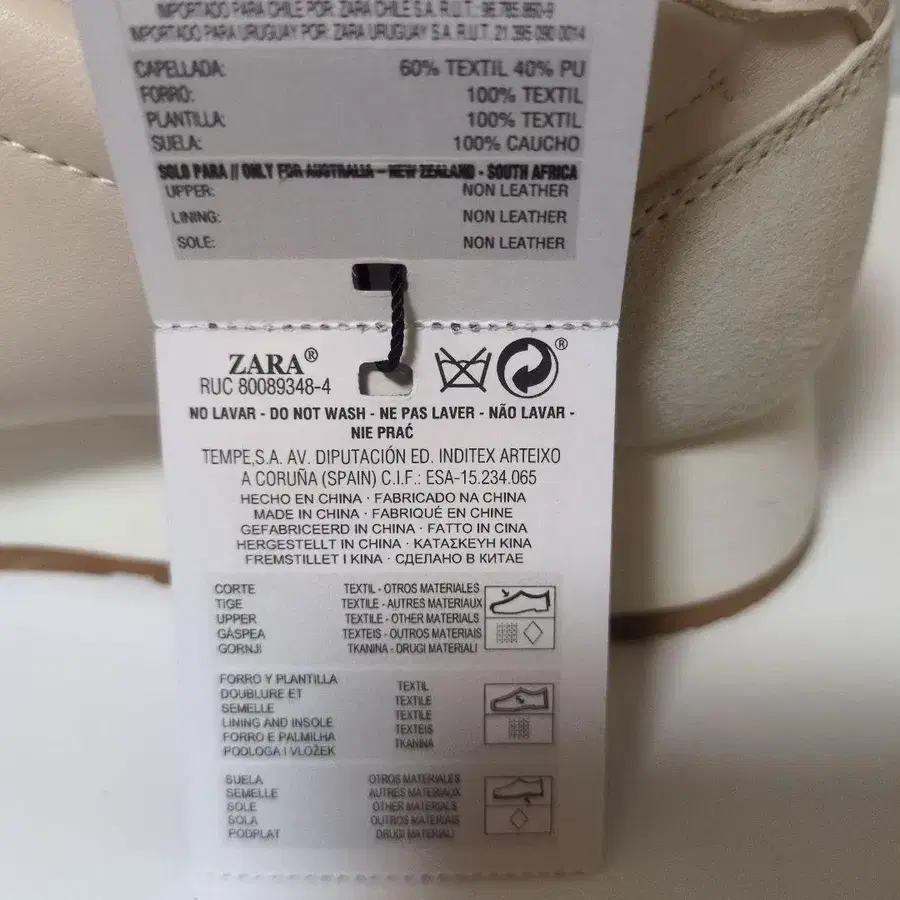 IMPORTADO PARA CHILE POR: ZARA CHILE S.A. R.U.T.: 96.785.860-9
IMPORTADO PARA URUGUAY POR: ZARA URUGUAY S.A. R.U.T. 21 395 090 0014
CAPELLADA: 60% TEXTIL 40% PU
FORRO: 100% TEXTIL
PLANTILLA: 100% TEXTIL
SUELA: 100% CAUCHO
SOLO PARA // ONLY FOR AUSTRALIA - NEW ZEALAND - SOUTH AFRICA
UPPER: NON LEATHER
LINING: NON LEATHER
SOLE: NON LEATHER
ZARA®
RUC 80089348-4
®
NO LAVAR - DO NOT WASH - NE PAS LAVER - NÃO LAVAR -
NIE PRAĆ
TEMPE,S.A. AV. DIPUTACIÓN ED. INDITEX ARTEIXO
A CORUÑA (SPAIN) C.I.F.: ESA-15.234.065
HECHO EN CHINA · FABRICADO NA CHINA
MADE IN CHINA · FABRIQUÉ EN CHINE
GEFABRICEERD IN CHINA · FATTO IN CINA
HERGESTELLT IN CHINA · ΚΑΤΑΣΚΕΥΗ ΚΙΝΑ
FREMSTILLET I KINA · СДЕЛАНО В КИТАЕ
CORTE TEXTIL - OTROS MATERIALES
TIGE TEXTILE - AUTRES MATERIAUX
UPPER TEXTILE - OTHER MATERIALS
GÁSPEA TEXTEIS - OUTROS MATERIAIS
GORNJI TKANINA - DRUGI MATERIALI
FORRO Y PLANTILLA TEXTIL
DOUBLURE ET TEXTILE
SEMELLE TEXTILE
LINING AND INSOLE TEXTEIS
FORRO E PALMILHA TKANINA
PODLOGA I VLOŽEK
SUELA OTROS MATERIALES
SEMELLE AUTRES MATERIAUX
SOLE OTHER MATERIALS
SOLA OUTROS MATERIAIS
PODPLAT DRUGI MATERIALI